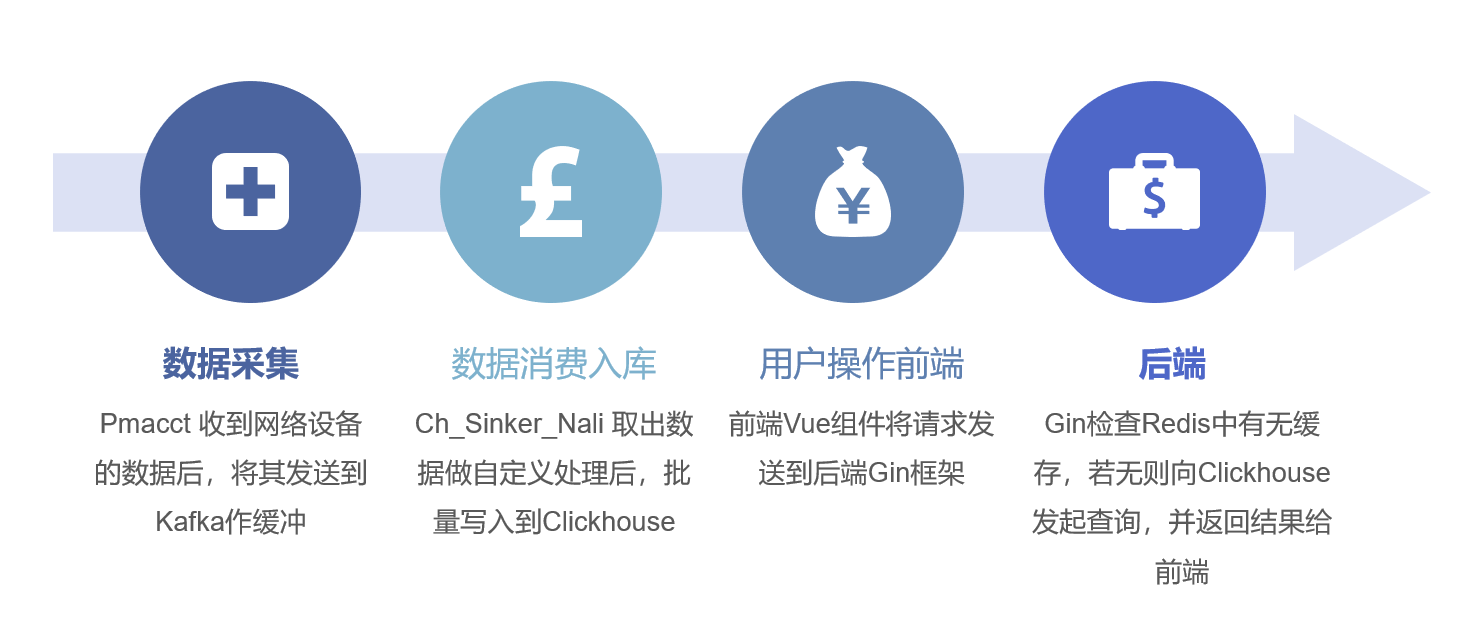 £
¥
$
数据采集
Pmacct 收到网络设备
的数据后，将其发送到
Kafka作缓冲
数据消费入库
Ch_Sinker_Nali 取出数
据做自定义处理后，批
量写入到Clickhouse
用户操作前端
前端Vue组件将请求发
送到后端Gin框架
后端
Gin检查Redis中有无缓
存，若无则向Clickhouse
发起查询，并返回结果给
前端